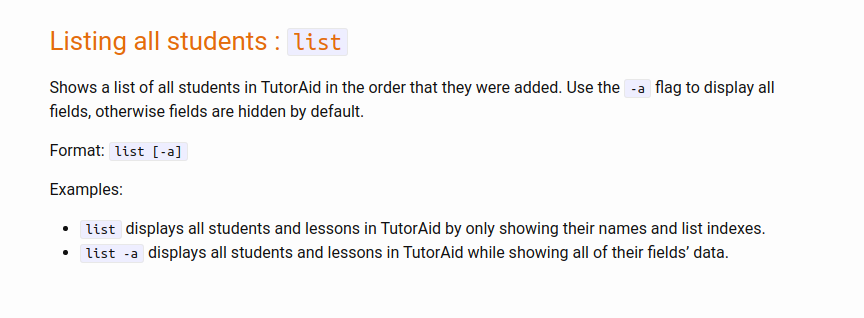 Listing all students : list
Shows a list of all students in TutorAid in the order that they were added. Use the -a flag to display all
fields, otherwise fields are hidden by default.
Format: list [-a]
Examples:
• list displays all students and lessons in TutorAid by only showing their names and list indexes.
• list -a displays all students and lessons in TutorAid while showing all of their fields’ data.